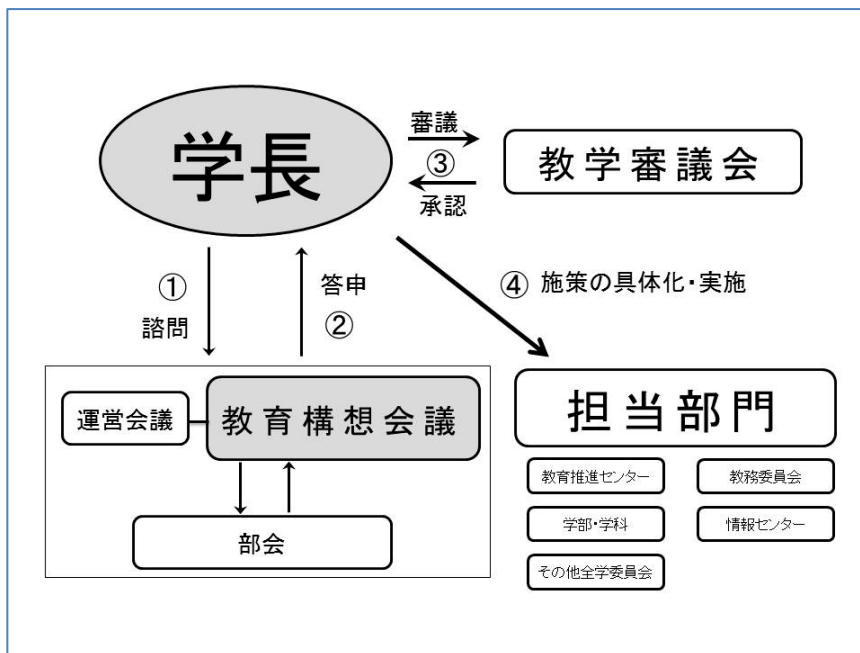 学長
審議
③
承認
教学審議会
①
諮問
答申
②
④ 施策の具体化・実施
運営会議
教育構想会議
部会
担当部門
教育推進センター
教務委員会
学部・学科
情報センター
その他全学委員会